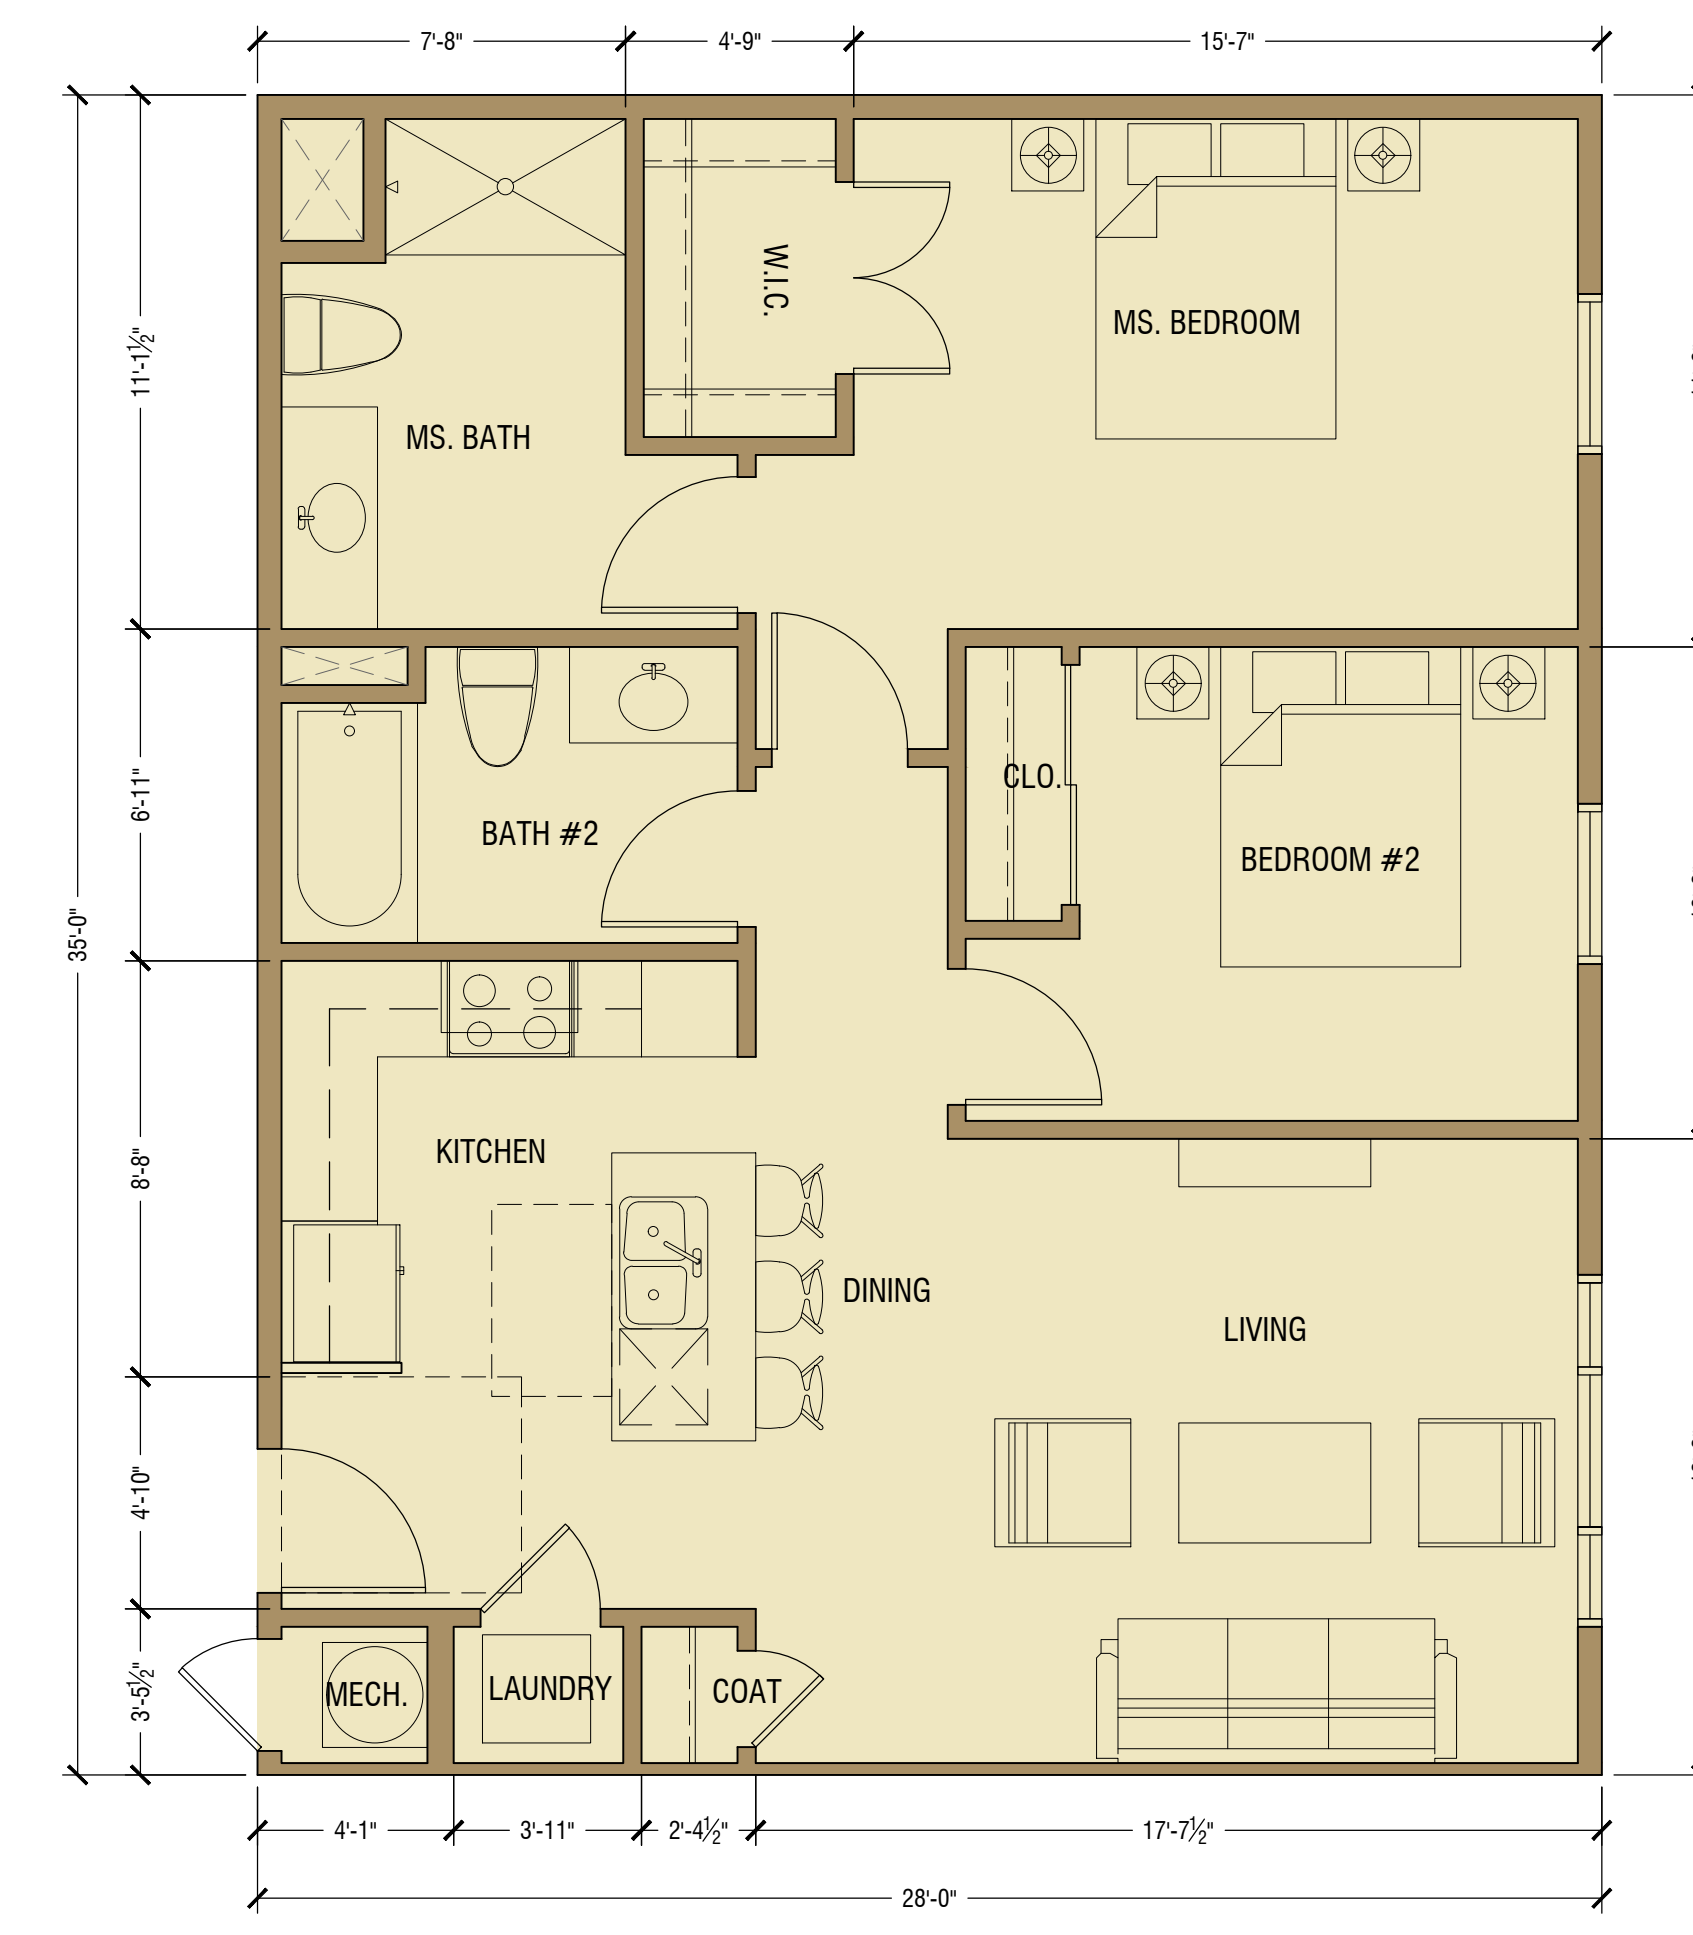 7'-8"
4'-9"
15'-7"
W.I.C.
MS. BEDROOM
11'-1½"
MS. BATH
CLO.
6'-11"
BATH #2
BEDROOM #2
35'-0"
KITCHEN
8'-8"
DINING
LIVING
4'-10"
MECH.
LAUNDRY
COAT
3'-5½"
4'-1"
3'-11"
2'-4½"
17'-7½"
28'-0"